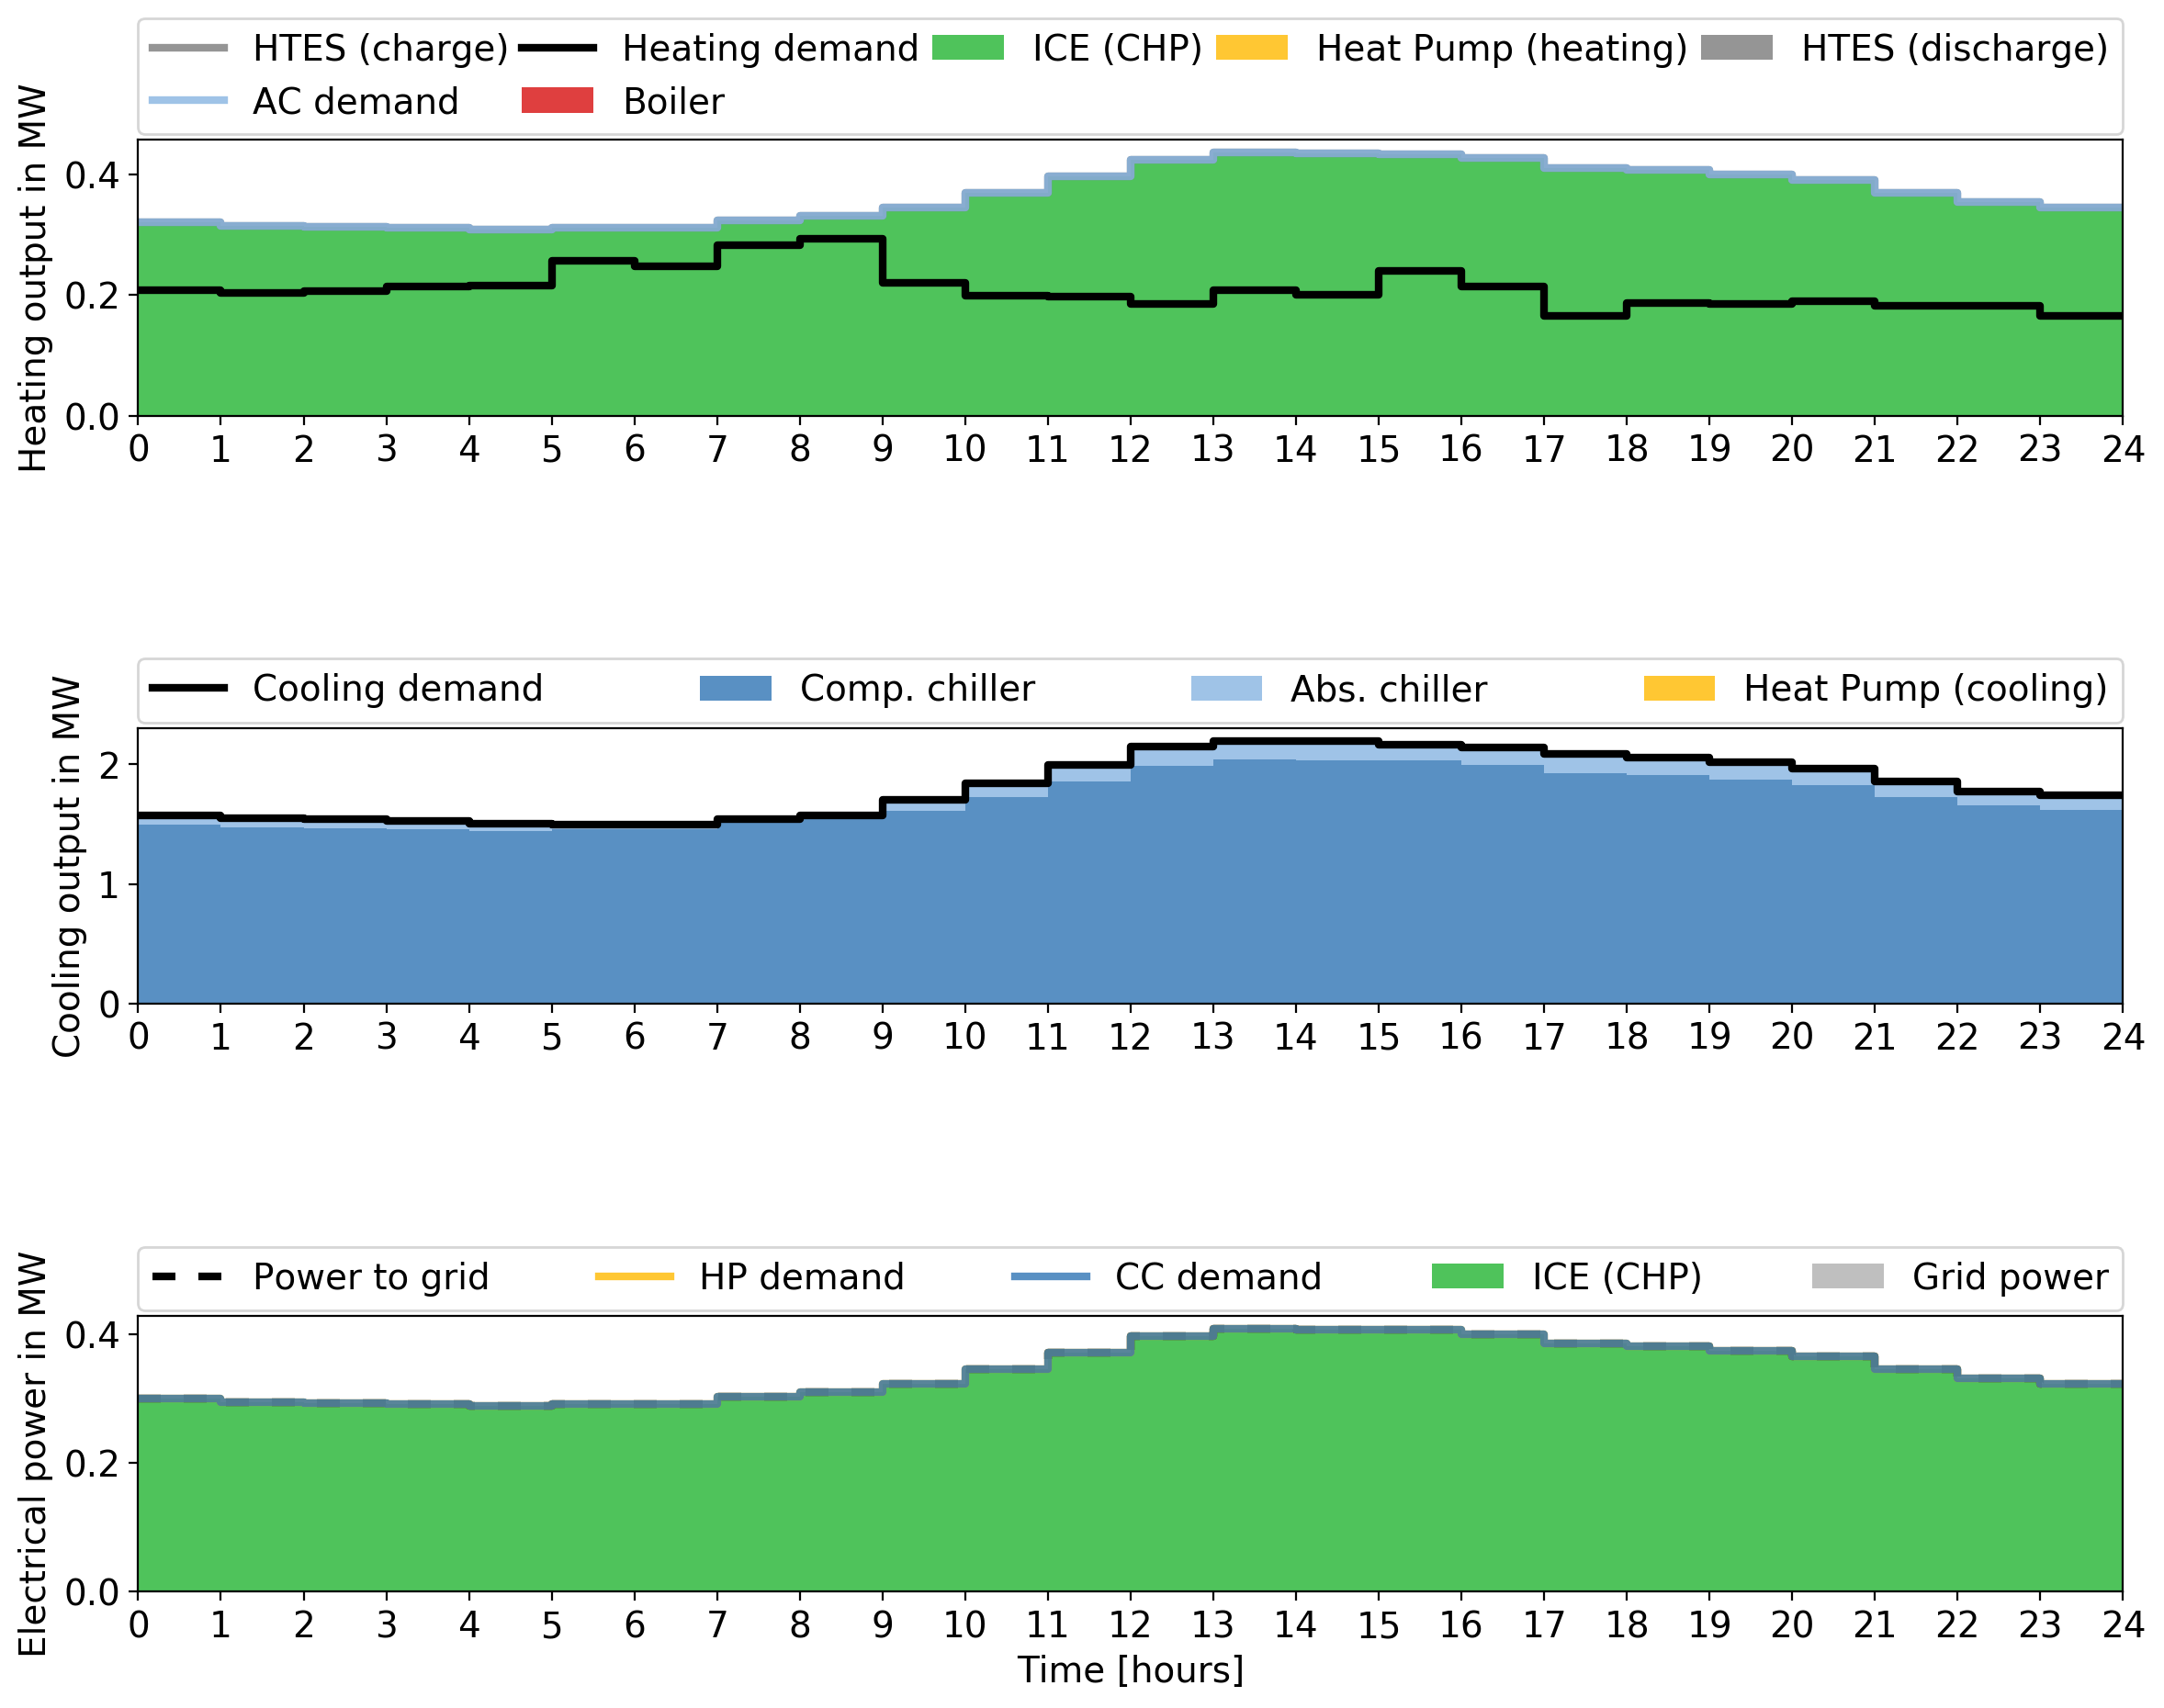 HTES (charge) Heating demand ICE (CHP) Heat Pump (heating) HTES (discharge)
AC demand Boiler
Heating output in MW
0.4
0.2
0.0
0 1 2 3 4 5 6 7 8 9 10 11 12 13 14 15 16 17 18 19 20 21 22 23 24
Cooling demand Comp. chiller Abs. chiller Heat Pump (cooling)
Cooling output in MW
2
1
0
0 1 2 3 4 5 6 7 8 9 10 11 12 13 14 15 16 17 18 19 20 21 22 23 24
Power to grid HP demand CC demand ICE (CHP) Grid power
Electrical power in MW
0.4
0.2
0.0
0 1 2 3 4 5 6 7 8 9 10 11 12 13 14 15 16 17 18 19 20 21 22 23 24
Time [hours]